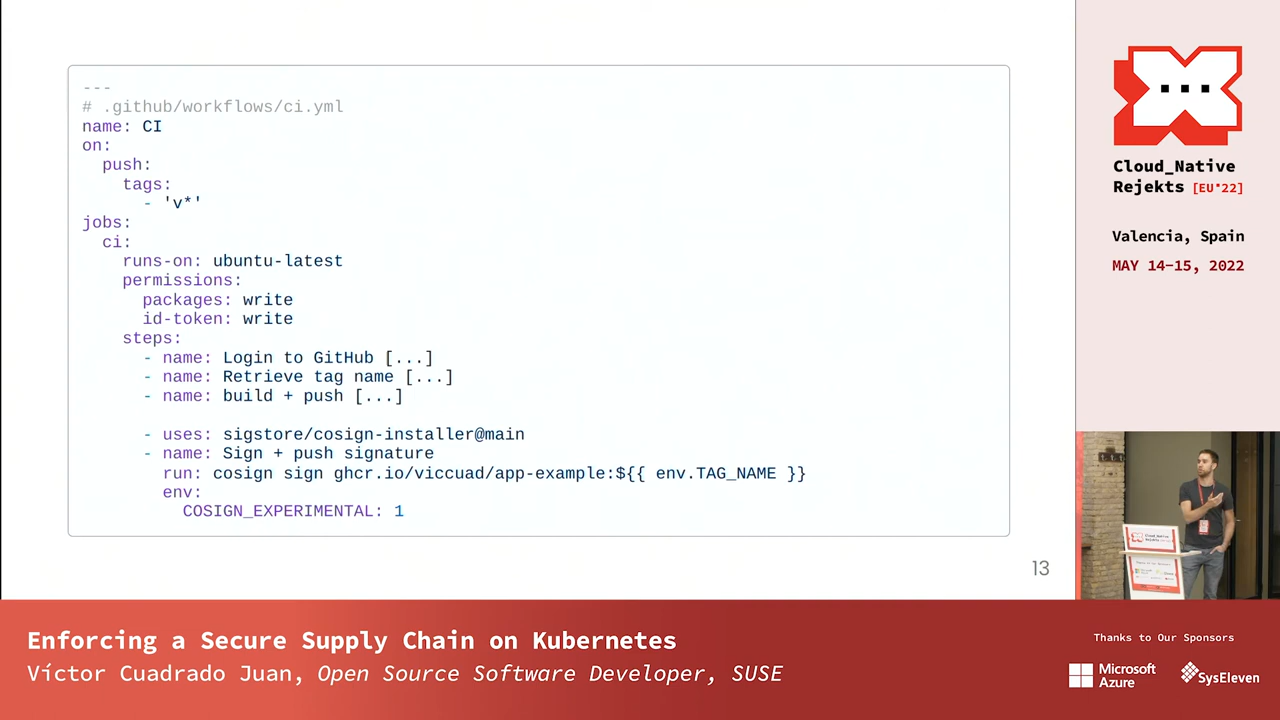 ---
# .github/workflows/ci.yml
name: CI
on:
push:
tags:
- 'v*'
jobs:
ci:
runs-on: ubuntu-latest
permissions:
packages: write
id-token: write
steps:
- name: Login to GitHub [...]
- name: Retrieve tag name [...]
- name: build + push [...]
- uses: sigstore/cosign-installer@main
- name: Sign + push signature
run: cosign sign ghcr.io/viccuad/app-example:${{ env.TAG_NAME }}
env:
COSIGN_EXPERIMENTAL: 1
13
Cloud_Native
Rejekts [EU*22]
Valencia, Spain
MAY 14-15, 2022
Enforcing a Secure Supply Chain on Kubernetes
Víctor Cuadrado Juan, Open Source Software Developer, SUSE
Thanks to Our Sponsors
Microsoft
Azure
SysEleven